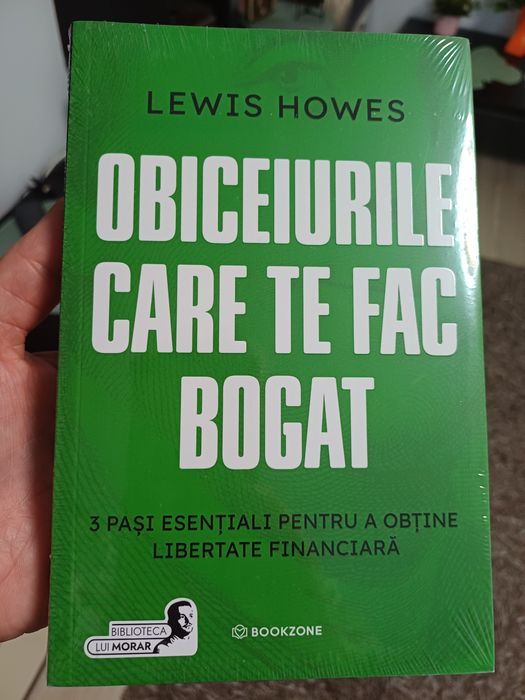 LEWIS HOWES
OBICEIURILE
CARE TE FAC
BOGAT
3 PAȘI ESENȚIALI PENTRU A OBȚINE
LIBERTATE FINANCIARĂ
BIBLIOTECA
LUI MORAR
BOOKZONE